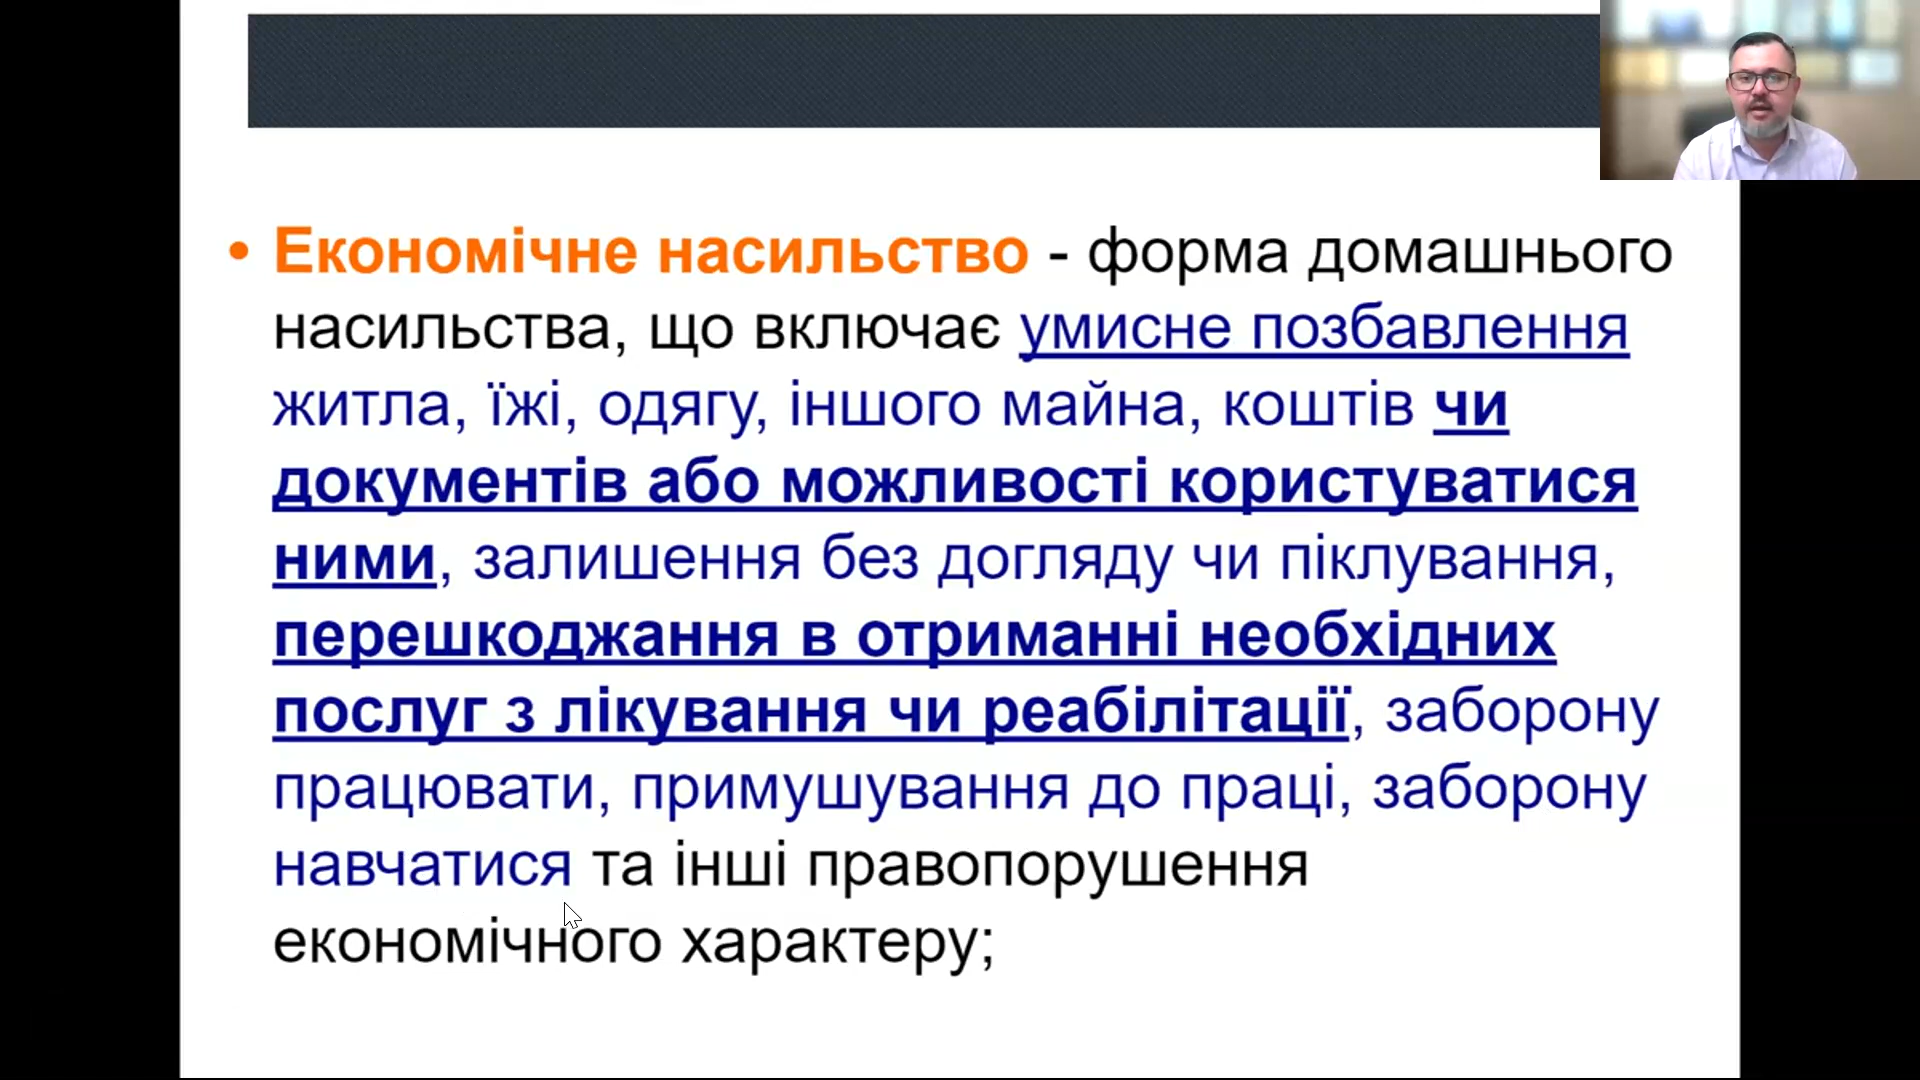 • Економічне насильство - форма домашнього
насильства, що включає умисне позбавлення
житла, їжі, одягу, іншого майна, коштів чи
документів або можливості користуватися
ними, залишення без догляду чи піклування,
перешкоджання в отриманні необхідних
послуг з лікування чи реабілітації, заборону
працювати, примушування до праці, заборону
навчатися та інші правопорушення
економічного характеру;